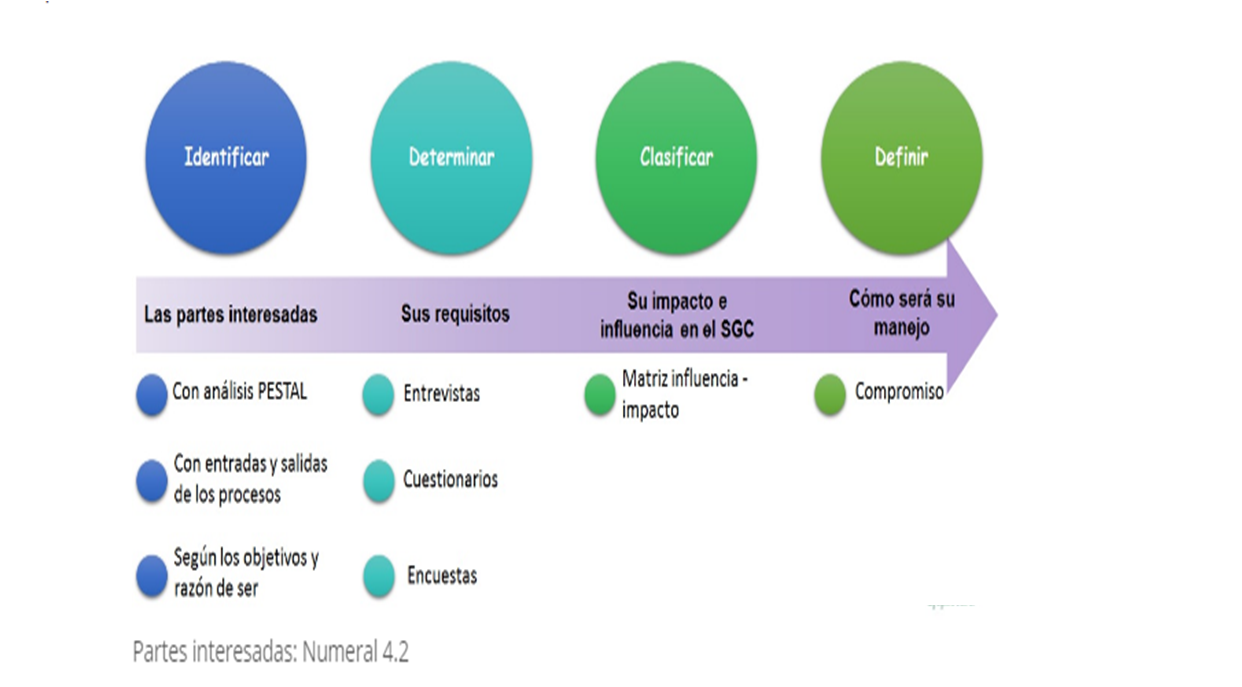 Identificar
Determinar
Clasificar
Definir
Las partes interesadas
Sus requisitos
Su impacto e
influencia en el SGC
Cómo será su
manejo
Con análisis PESTAL
Con entradas y salidas
de los procesos
Según los objetivos y
razón de ser
Entrevistas
Cuestionarios
Encuestas
Matriz influencia -
impacto
Compromiso
Partes interesadas: Numeral 4.2